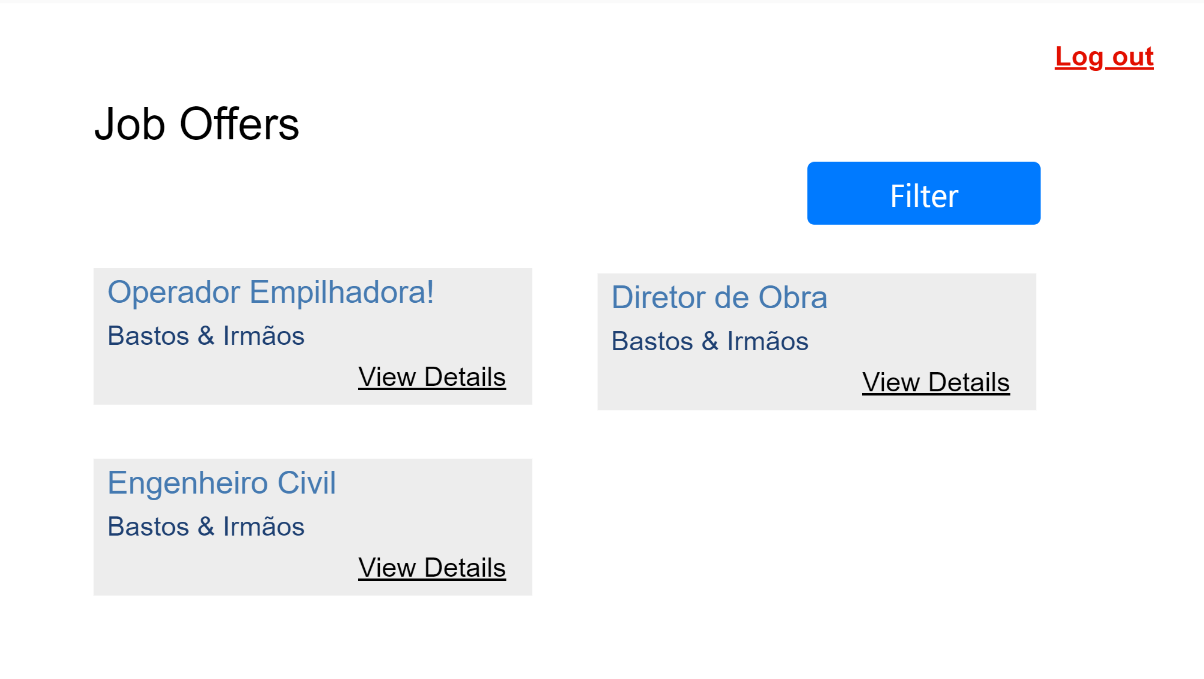 Log out
Job Offers
Filter
Operador Empilhadora!
Bastos & Irmãos
View Details
Diretor de Obra
Bastos & Irmãos
View Details
Engenheiro Civil
Bastos & Irmãos
View Details